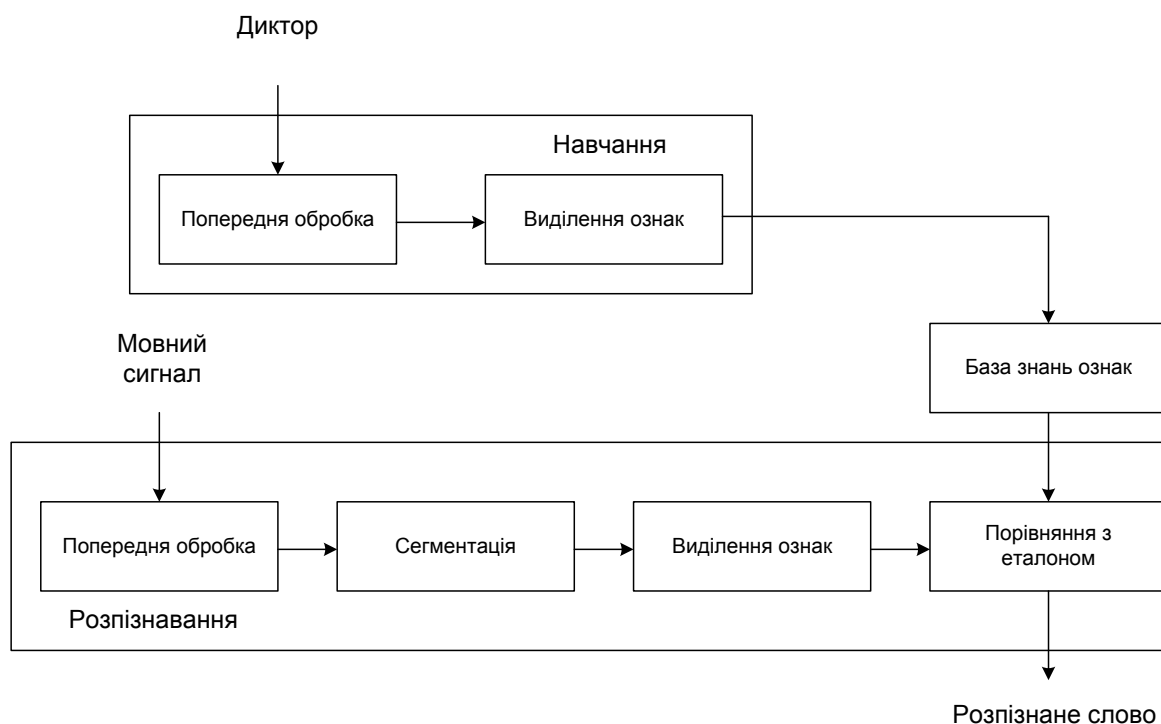 Диктор
Навчання
Попередня обробка
Виділення ознак
Мовний
сигнал
База знань ознак
Попередня обробка
Сегментація
Виділення ознак
Порівняння з
еталоном
Розпізнавання
Розпізнане слово